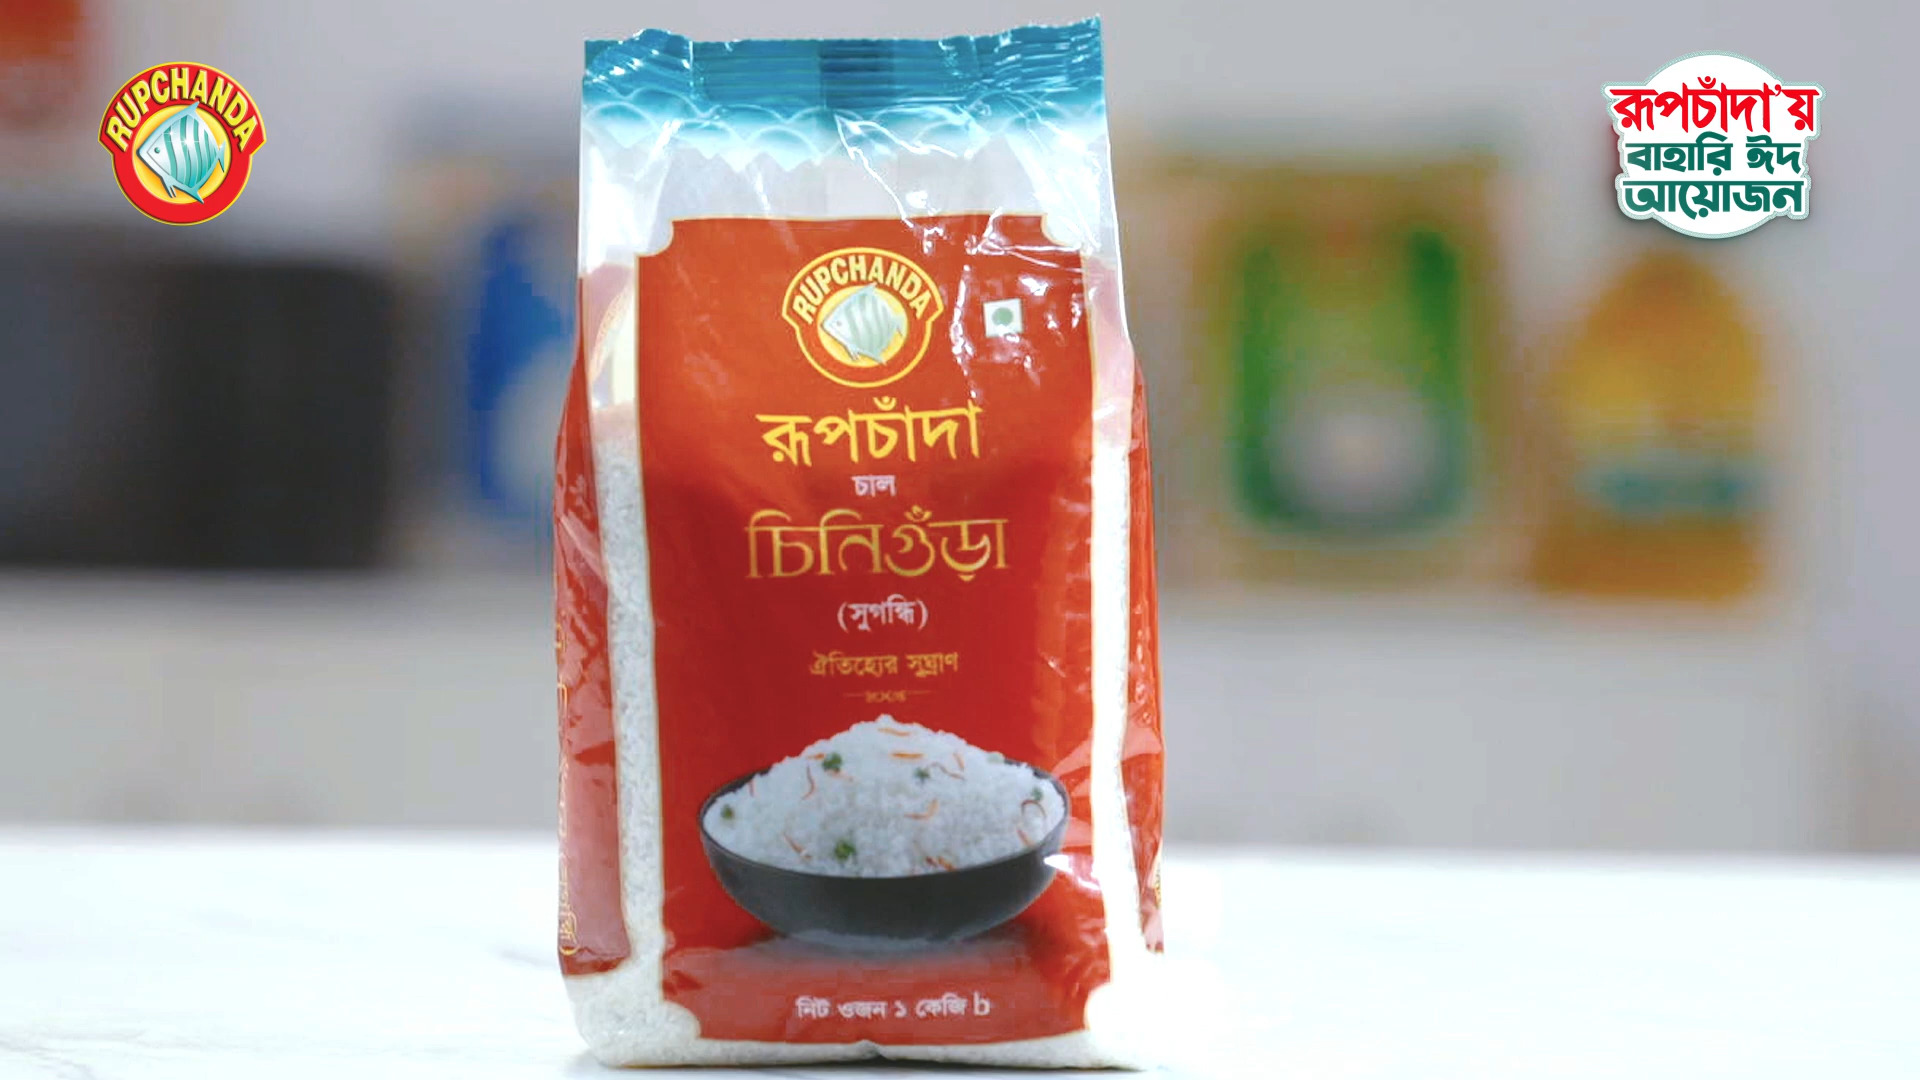 RUPCHANDA
রূপচাঁদা'য়
বাহারি ঈদ
আয়োজন
RUPCHANDA
রূপচাঁদা
চাল
চিনিগুঁড়া
(সুগন্ধি)
ঐতিহ্যের সুঘ্রাণ
নিট ওজন ১ কেজি b